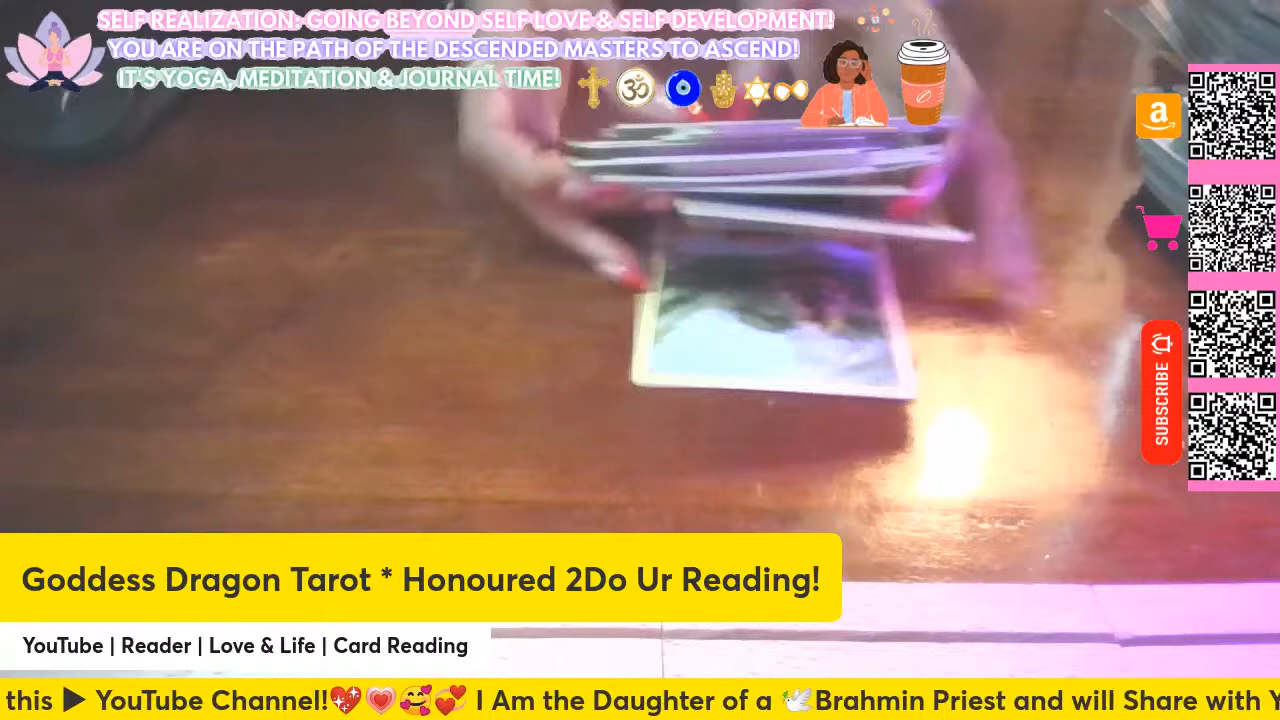 SELF REALIZATION: GOING BEYOND SELF LOVE & SELF DEVELOPMENT!
YOU ARE ON THE PATH OF THE DESCENDED MASTERS TO ASCEND!
IT'S YOGA, MEDITATION & JOURNAL TIME!
a
SUBSCRIBE
Goddess Dragon Tarot * Honoured 2Do Ur Reading!
YouTube | Reader | Love & Life | Card Reading
this ▶ YouTube Channel!💖💗🥰💞 I Am the Daughter of a 🕊️Brahmin Priest and will Share with Y